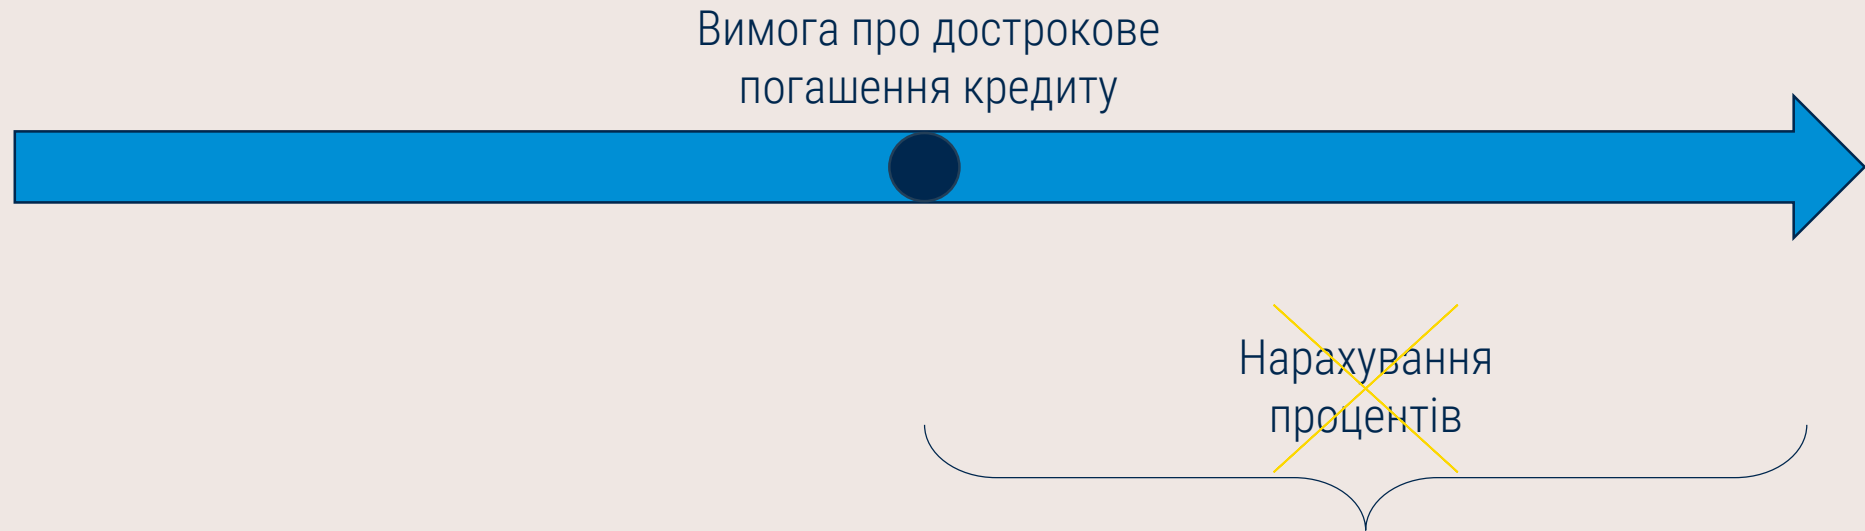 Вимога про дострокове
погашення кредиту
Нарахування
процентів